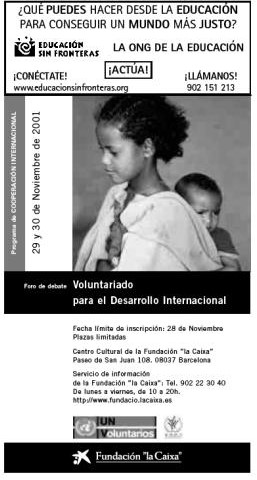 ¿QUÉ PUEDES HACER DESDE LA EDUCACIÓN
PARA CONSEGUIR UN MUNDO MÁS JUSTO?
EDUCACIÓN
SIN FRONTERAS
LA ONG DE LA EDUCACIÓN
¡CONÉCTATE!
¡ACTÚA!
¡LLÁMANOS!
www.educacionsinfronteras.org
902 151 213
Programa de COOPERACIÓN INTERNACIONAL
29 y 30 de Noviembre de 2001
Foro de debate
Voluntariado
para el Desarrollo Internacional
Fecha límite de inscripción: 28 de Noviembre
Plazas limitadas
Centro Cultural de la Fundación "la Caixa"
Paseo de San Juan 108, 08037 Barcelona
Servicio de información
de la Fundación "la Caixa": Tel. 902 22 30 40
De lunes a viernes, de 10 a 20h.
http://www.fundacio.lacaixa.es
UN
Voluntarios
Fundación "la Caixa"